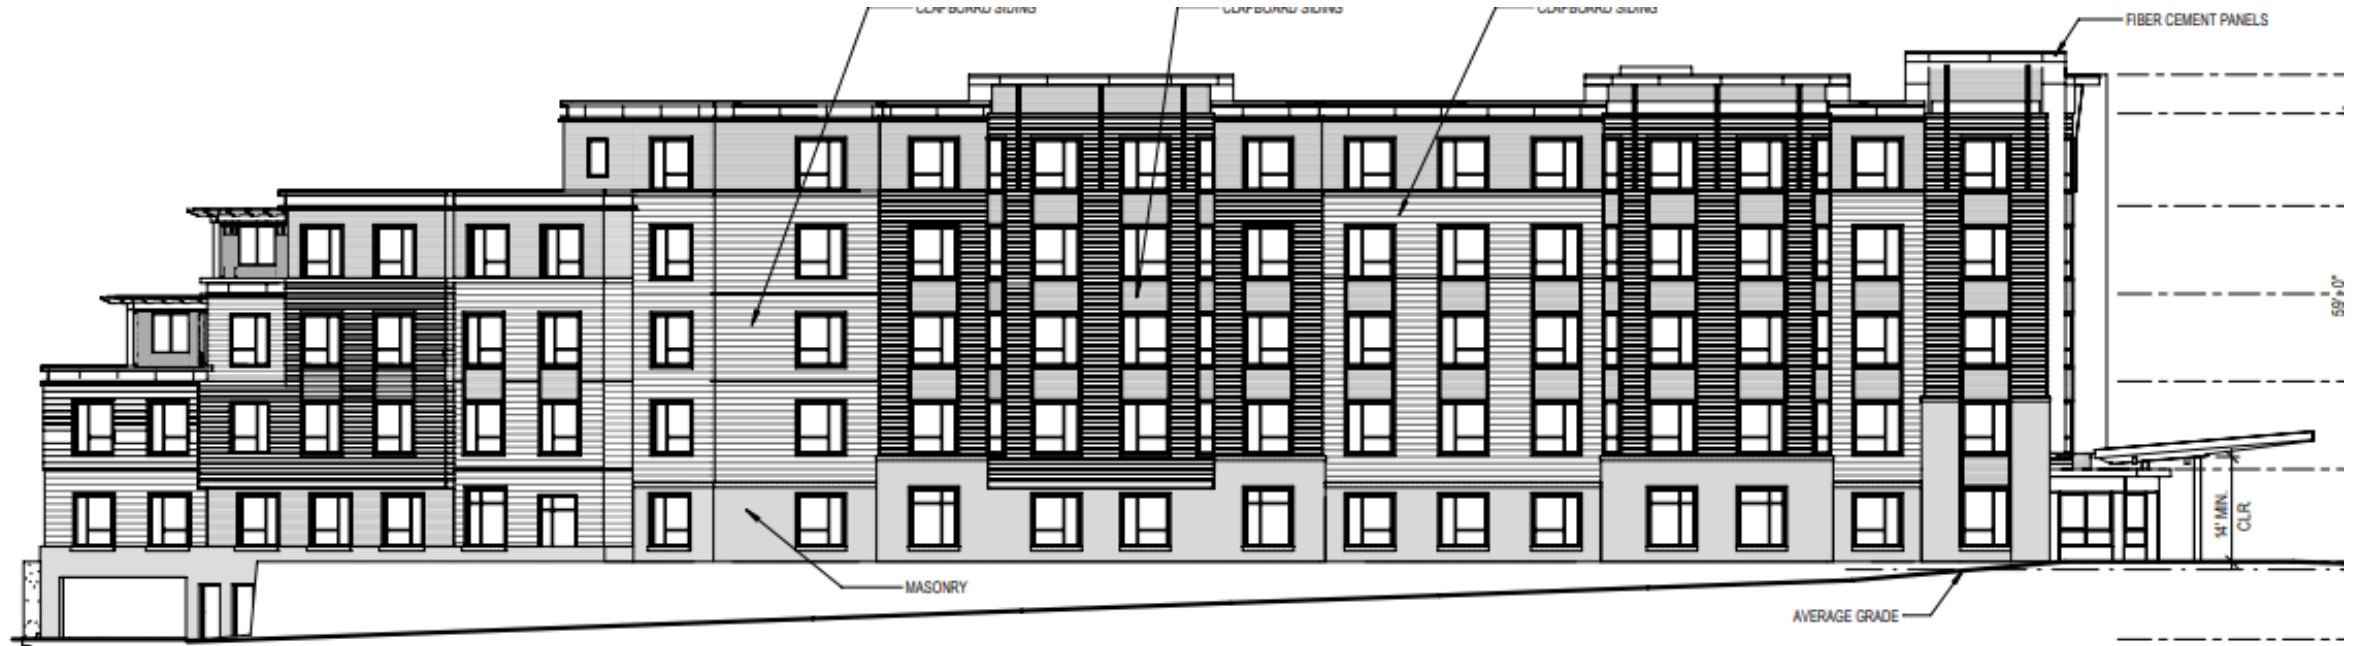 CLAPBOARD SIDING
CLAPBOARD SIDING
CLAPBOARD SIDING
FIBER CEMENT PANELS
59'-0"
14' MIN.
CLR.
MASONRY
AVERAGE GRADE